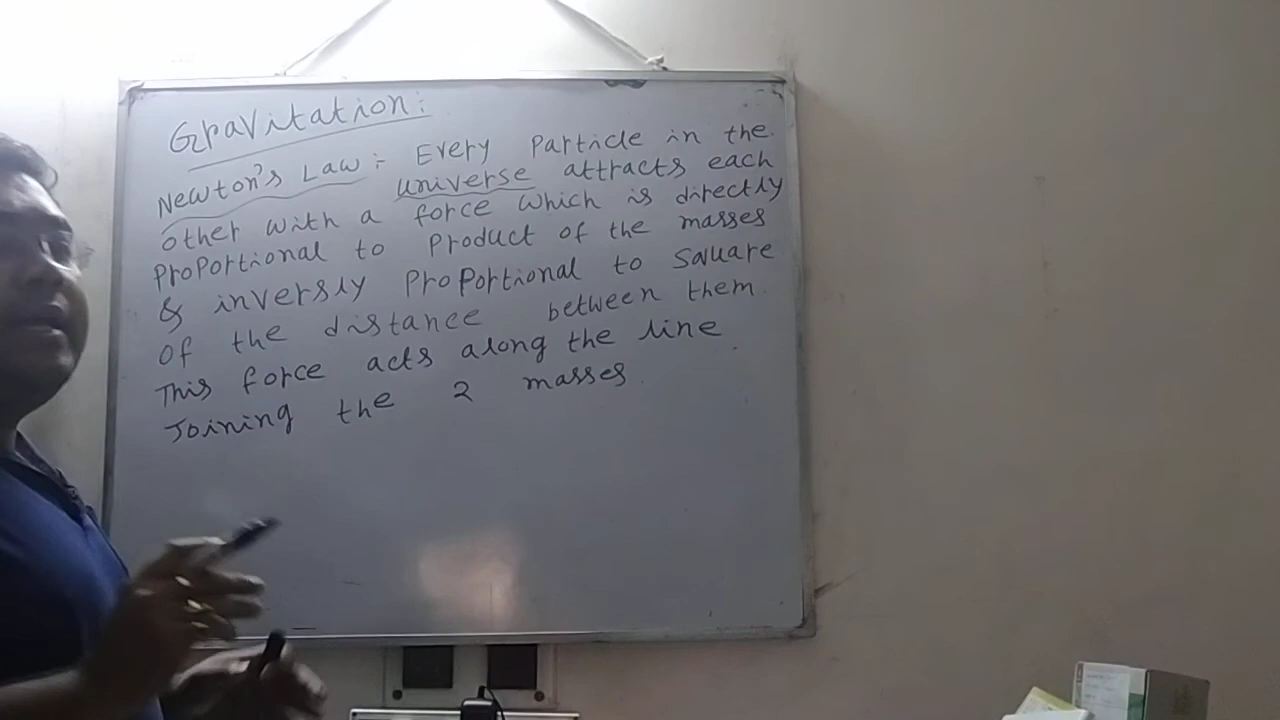 Gravitation:
Newton's Law :- Every Particle in the
universe attracts each
other with a force which is directly
Proportional to Product of the masses
& inversly Proportional to Square
of the distance between them.
This force acts along the line
Joining the 2 masses.